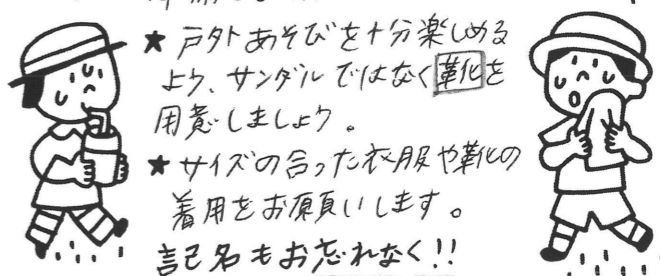 ★戸外あそびを十分楽しめる
よう、サンダルではなく靴を
用意しましょう。
★サイズの合った衣服や靴の
着用をお願いします。
記名もお忘れなく!!